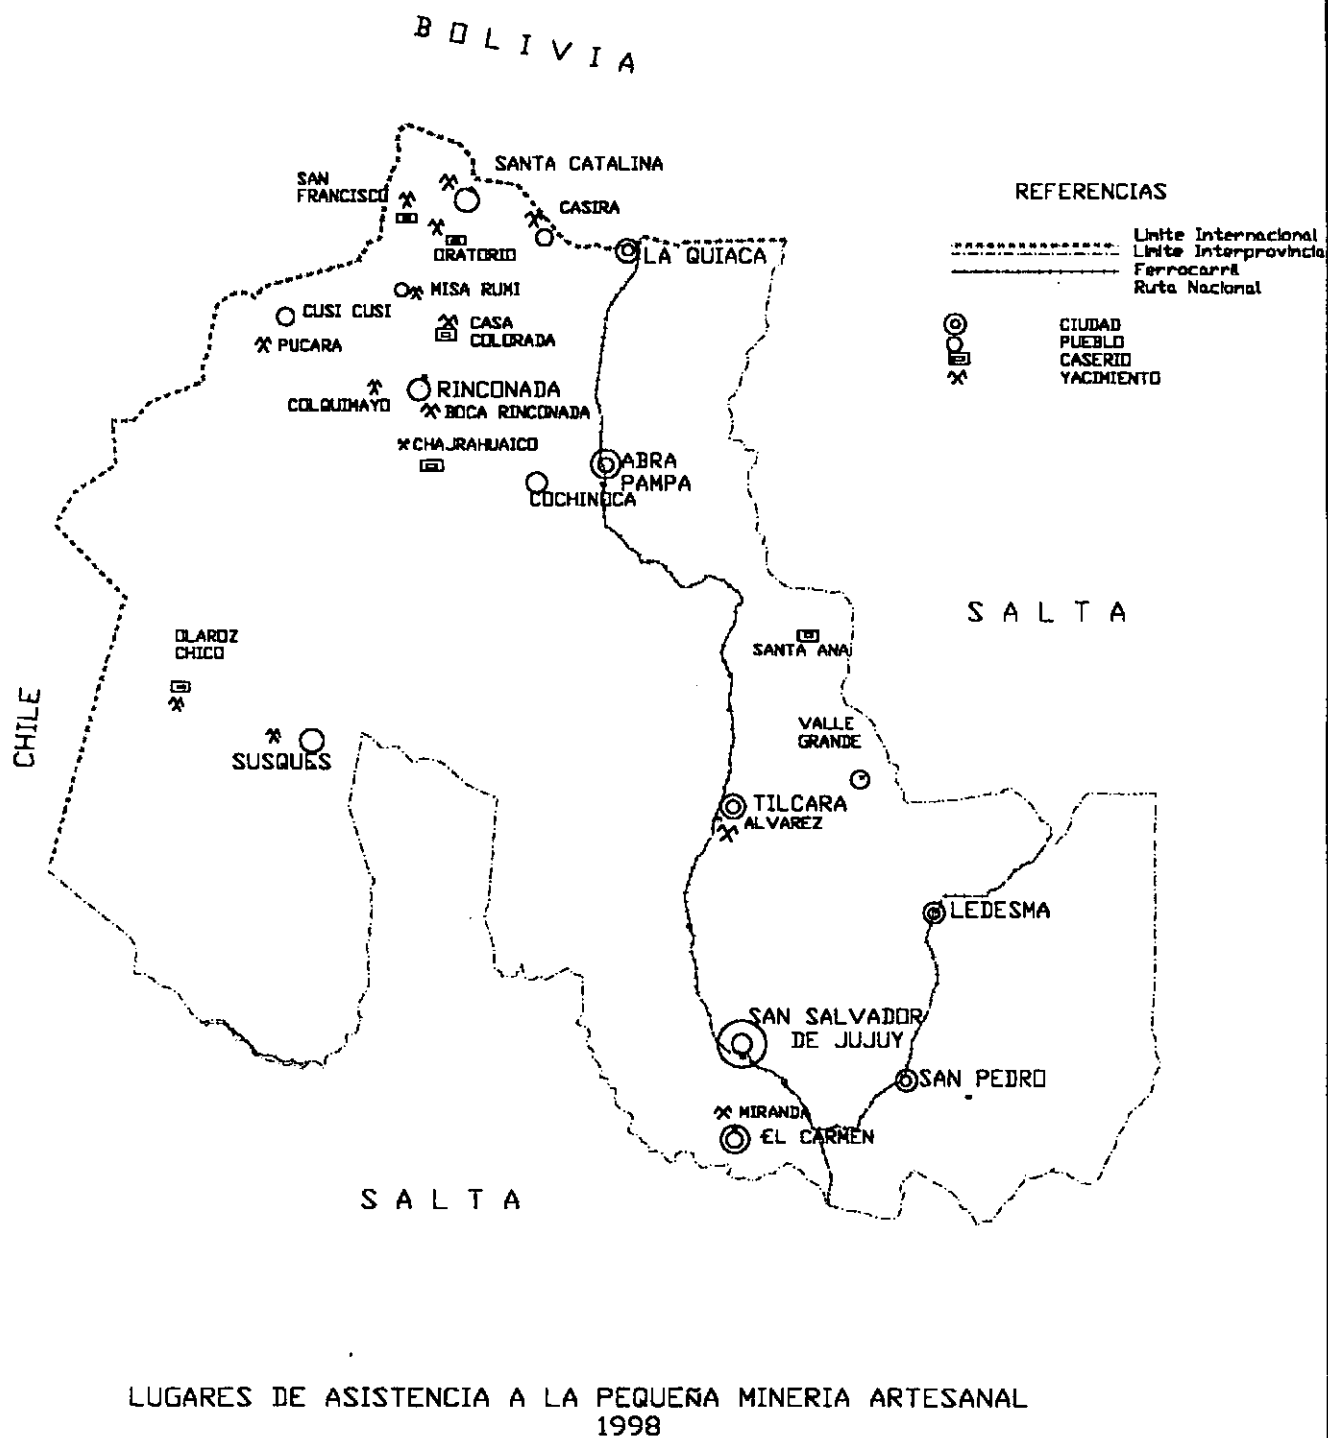 BOLIVIA
SANTA CATALINA
SAN
FRANCISCO
CASIRA
ORATORIO
LA QUIACA
MISA RUMI
CUSI CUSI
PUCARA
CASA
COLORADA
RINCONADA
COLQUIMAYO
BOCA RINCONADA
CHAJRAHUAICO
ABRA
PAMPA
COCHINOCA
REFERENCIAS
Limite Internacional
Limite Interprovincia
Ferrocarril
Ruta Nacional
CIUDAD
PUEBLO
CASERIO
YACIMIENTO
SALTA
SANTA ANA
OLAROZ
CHICO
CHILE
SUSQUES
VALLE
GRANDE
TILCARA
ALVAREZ
LEDESMA
SAN SALVADOR
DE JUJUY
SAN PEDRO
MIRANDA
EL CARMEN
SALTA
LUGARES DE ASISTENCIA A LA PEQUEÑA MINERIA ARTESANAL
1998